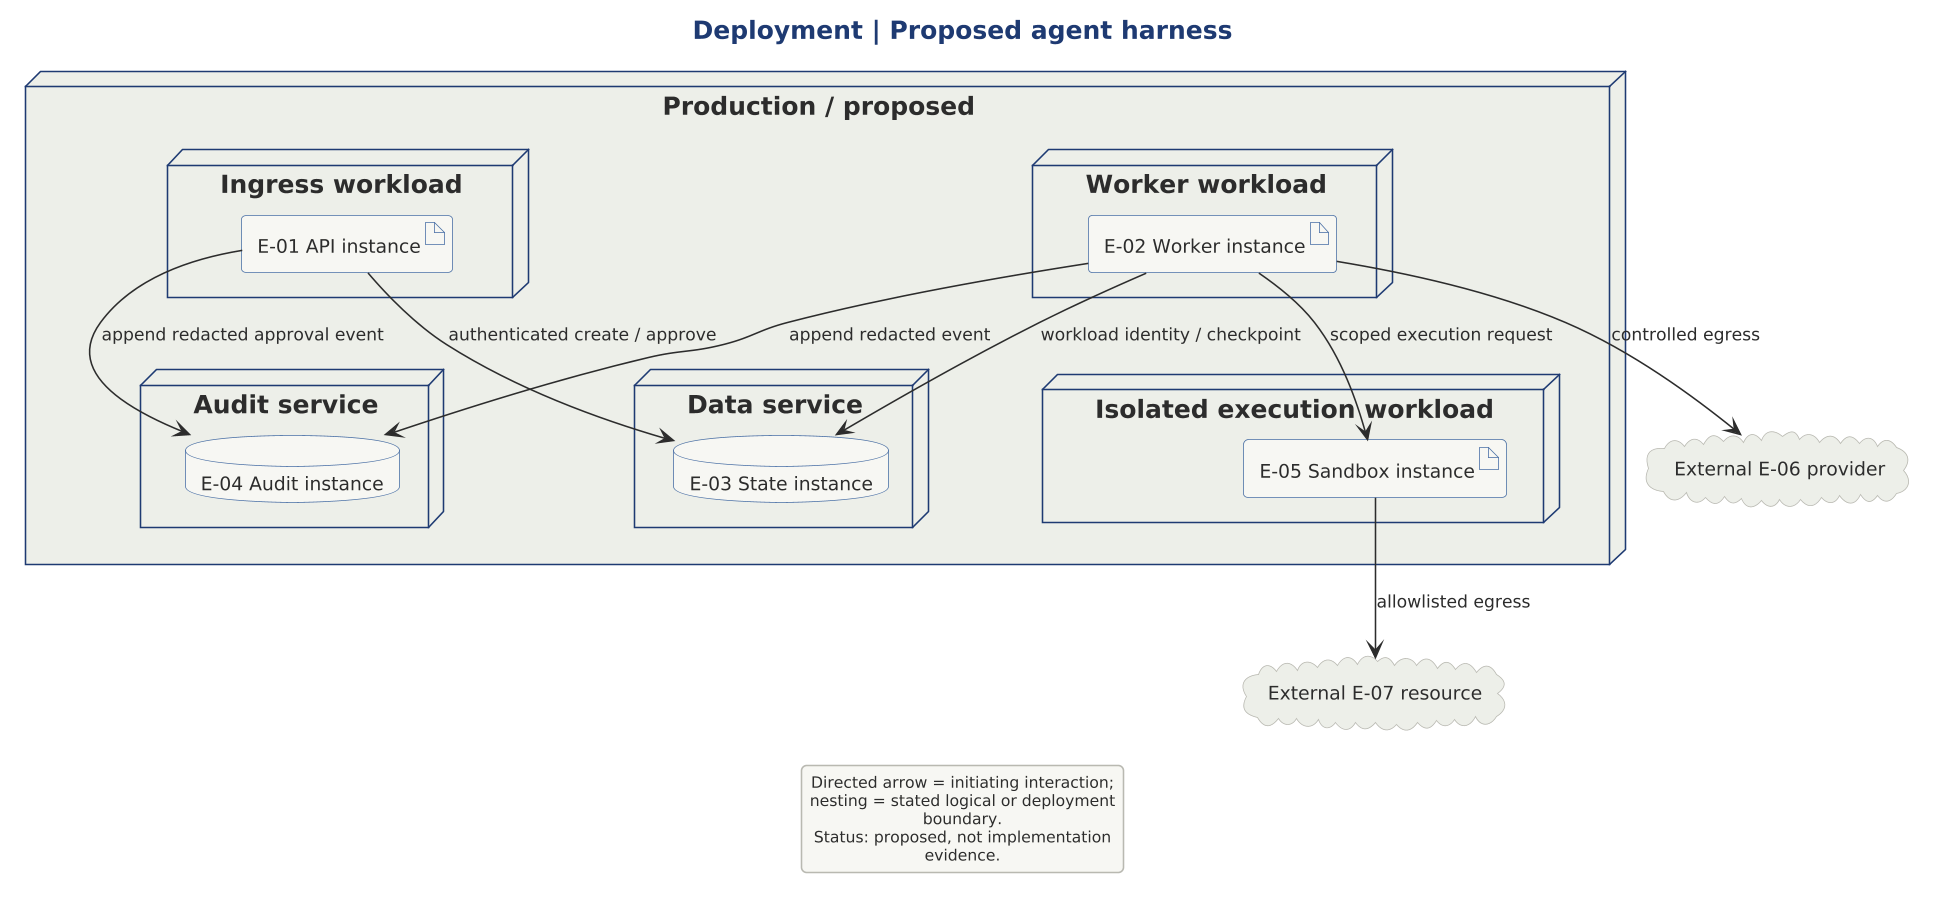 Deployment | Proposed agent harness
Production / proposed
Ingress workload
Worker workload
E-01 API instance
E-02 Worker instance
append redacted approval event
authenticated create / approve
append redacted event
workload identity / checkpoint
scoped execution request
controlled egress
Audit service
Data service
Isolated execution workload
E-04 Audit instance
E-03 State instance
E-05 Sandbox instance
External E-06 provider
allowlisted egress
External E-07 resource
Directed arrow = initiating interaction;
nesting = stated logical or deployment
boundary.
Status: proposed, not implementation
evidence.